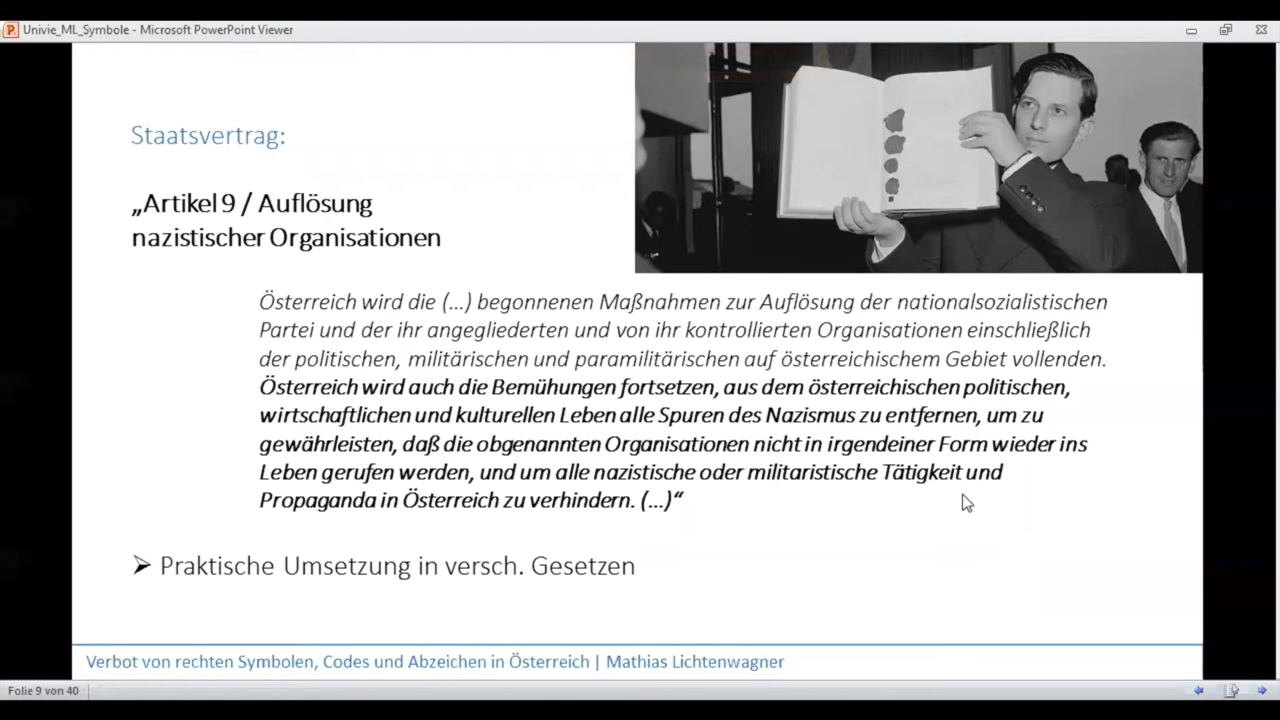 Univie_ML_Symbole - Microsoft PowerPoint Viewer
Staatsvertrag:
„Artikel 9 / Auflösung
nazistischer Organisationen
Österreich wird die (...) begonnenen Maßnahmen zur Auflösung der nationalsozialistischen
Partei und der ihr angegliederten und von ihr kontrollierten Organisationen einschließlich
der politischen, militärischen und paramilitärischen auf österreichischem Gebiet vollenden.
Österreich wird auch die Bemühungen fortsetzen, aus dem österreichischen politischen,
wirtschaftlichen und kulturellen Leben alle Spuren des Nazismus zu entfernen, um zu
gewährleisten, daß die obgenannten Organisationen nicht in irgendeiner Form wieder ins
Leben gerufen werden, und um alle nazistische oder militaristische Tätigkeit und
Propaganda in Österreich zu verhindern. (...)“
➢ Praktische Umsetzung in versch. Gesetzen
Verbot von rechten Symbolen, Codes und Abzeichen in Österreich | Mathias Lichtenwagner
Folie 9 von 40